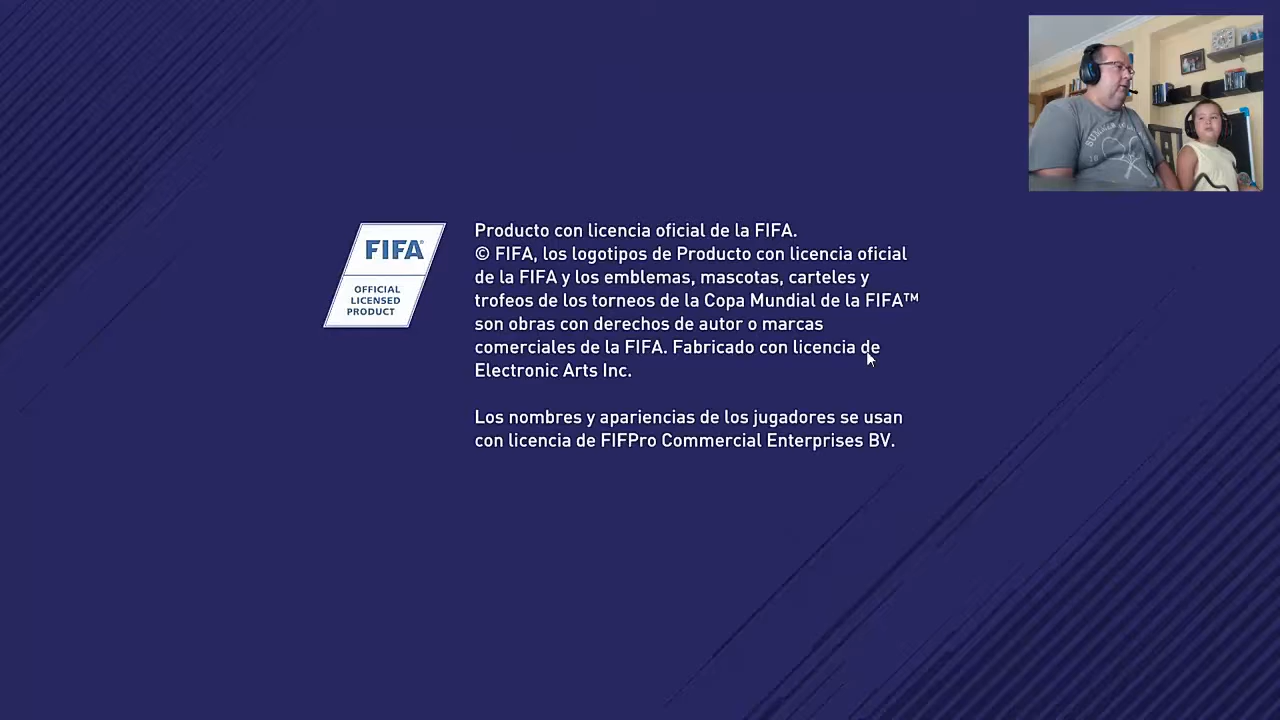 FIFA
OFFICIAL
LICENSED
PRODUCT
Producto con licencia oficial de la FIFA.
© FIFA, los logotipos de Producto con licencia oficial
de la FIFA y los emblemas, mascotas, carteles y
trofeos de los torneos de la Copa Mundial de la FIFA™
son obras con derechos de autor o marcas
comerciales de la FIFA. Fabricado con licencia de
Electronic Arts Inc.
Los nombres y apariencias de los jugadores se usan
con licencia de FIFPro Commercial Enterprises BV.